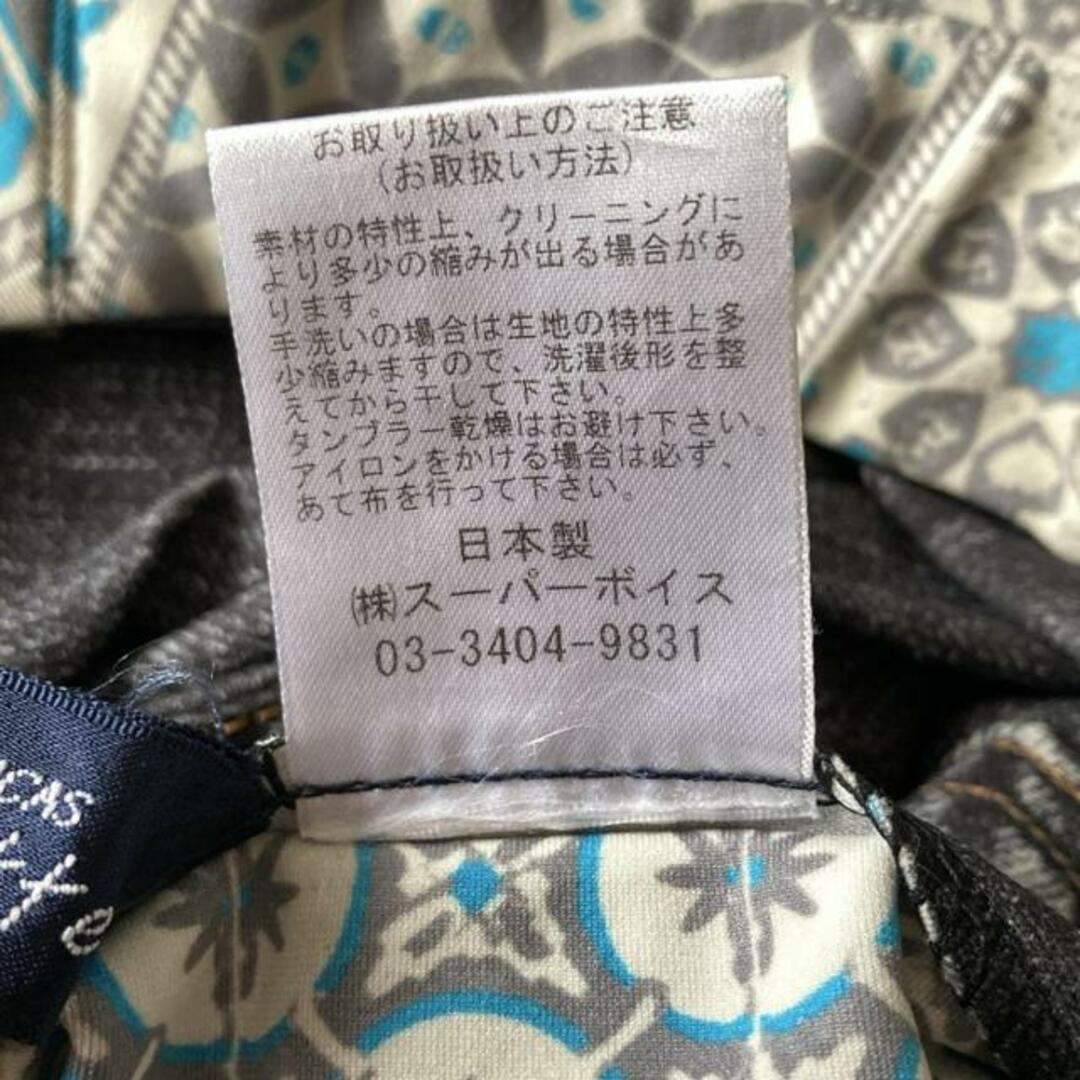 お取り扱い上のご注意
(お取扱い方法)
素材の特性上、クリーニングに
より多少の縮みが出る場合があ
ります。
手洗いの場合は生地の特性上多
少縮みますので、洗濯後形を整
えてから干して下さい。
タンブラー乾燥はお避け下さい。
アイロンをかける場合は必ず、
あて布を行って下さい。
日本製
㈱スーパーボイス
03-3404-9831